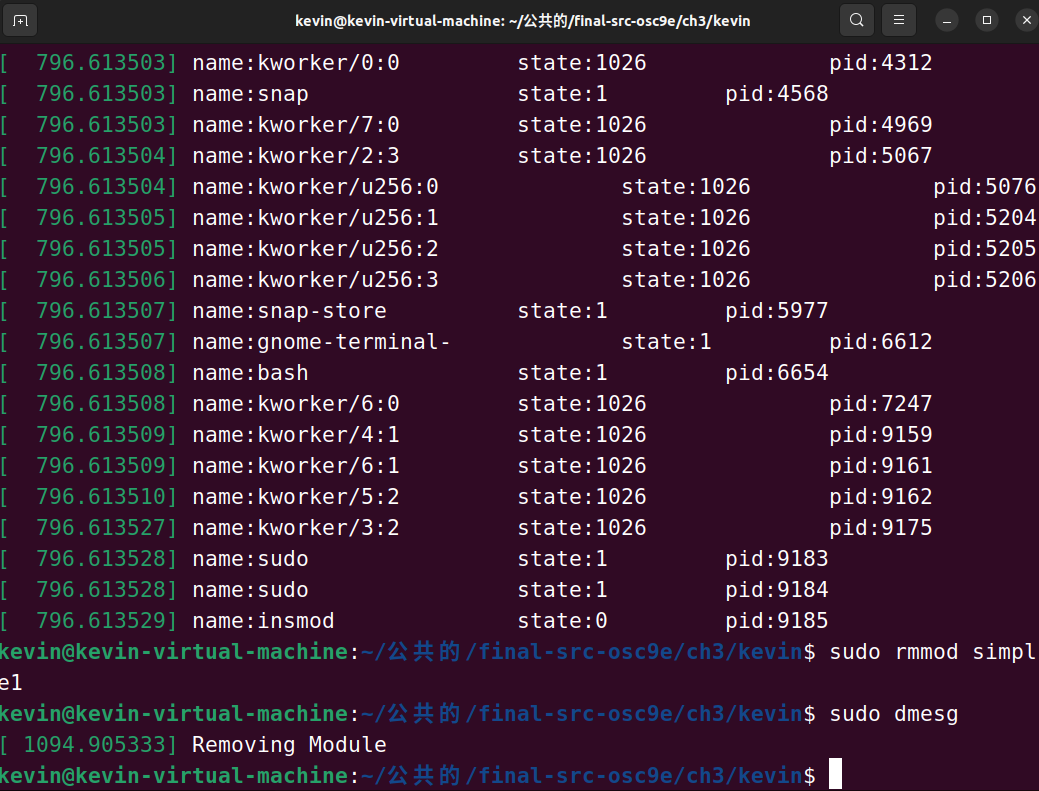 kevin@kevin-virtual-machine: ~/公共的/final-src-osc9e/ch3/kevin
[  796.613503] name:kworker/0:0         state:1026              pid:4312
[  796.613503] name:snap                state:1         pid:4568
[  796.613503] name:kworker/7:0         state:1026              pid:4969
[  796.613504] name:kworker/2:3         state:1026              pid:5067
[  796.613504] name:kworker/u256:0              state:1026              pid:5076
[  796.613505] name:kworker/u256:1              state:1026              pid:5204
[  796.613505] name:kworker/u256:2              state:1026              pid:5205
[  796.613506] name:kworker/u256:3              state:1026              pid:5206
[  796.613507] name:snap-store          state:1         pid:5977
[  796.613507] name:gnome-terminal-             state:1         pid:6612
[  796.613508] name:bash                state:1         pid:6654
[  796.613508] name:kworker/6:0         state:1026              pid:7247
[  796.613509] name:kworker/4:1         state:1026              pid:9159
[  796.613509] name:kworker/6:1         state:1026              pid:9161
[  796.613510] name:kworker/5:2         state:1026              pid:9162
[  796.613527] name:kworker/3:2         state:1026              pid:9175
[  796.613528] name:sudo                state:1         pid:9183
[  796.613528] name:sudo                state:1         pid:9184
[  796.613529] name:insmod              state:0         pid:9185
kevin@kevin-virtual-machine:~/公共的/final-src-osc9e/ch3/kevin$ sudo rmmod simpl
e1
kevin@kevin-virtual-machine:~/公共的/final-src-osc9e/ch3/kevin$ sudo dmesg
[ 1094.905333] Removing Module
kevin@kevin-virtual-machine:~/公共的/final-src-osc9e/ch3/kevin$